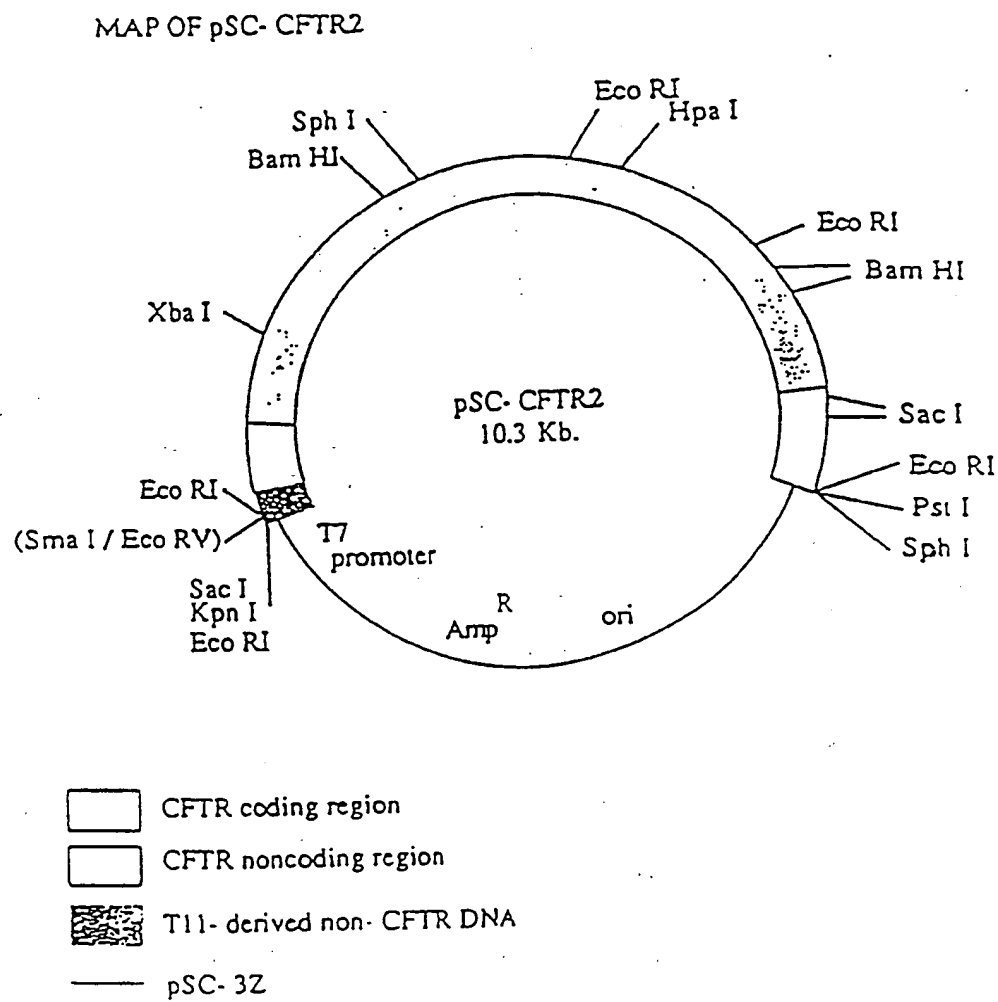 MAP OF pSC- CFTR2
Eco RI
Hpa I
Sph I
Bam HI
Eco RI
Bam HI
Xba I
pSC- CFTR2
10.3 Kb.
Sac I
Eco RI
Pst I
Sph I
Eco RI
(Sma I / Eco RV)
T7
promoter
Sac I
Kpn I
Eco RI
R
Amp
ori
CFTR coding region
CFTR noncoding region
T11- derived non- CFTR DNA
pSC- 3Z